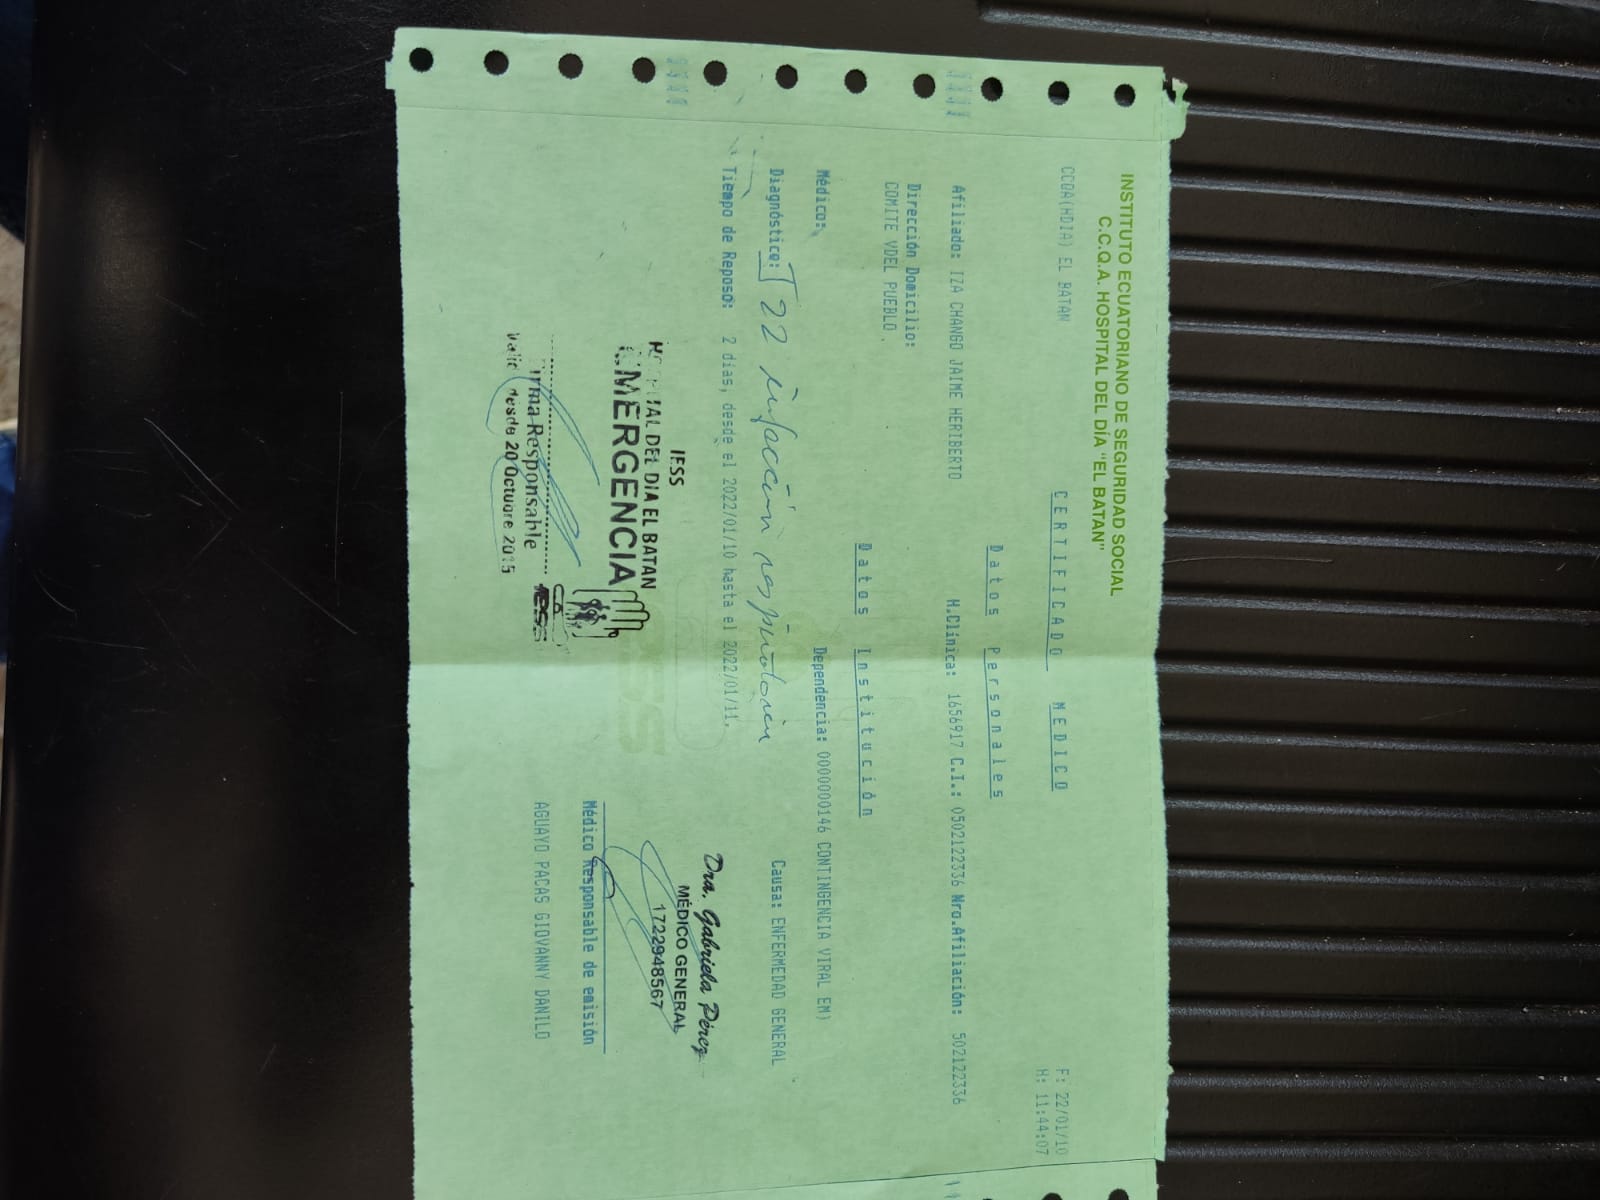 INSTITUTO ECUATORIANO DE SEGURIDAD SOCIAL
C.C.Q.A. HOSPITAL DEL DÍA "EL BATAN"
CCQA(HDIA) EL BATAN
CERTIFICADO MEDICO
F: 22/01/10
H: 11:44:07
Datos Personales
Afiliado: IZA CHANGO JAIME HERIBERTO H.Clínica: 1656917 C.I.: 0502122336 Nro.Afiliación: 502122336
Dirección Domicilio:
COMITE VDEL PUEBLO
Datos Institución
Médico: Dependencia: 0000000146 CONTINGENCIA VIRAL EM)
Diagnóstico: J22 infección respiratoria Causa: ENFERMEDAD GENERAL
Tiempo de Reposo: 2 días, desde el 2022/01/10 hasta el 2022/01/11.
IESS
HOSPITAL DEL DIA EL BATAN
EMERGENCIA
Firma Responsable
IESS
Valido desde 20 Octubre 2015
Dra. Gabriela Pérez
MÉDICO GENERAL
1722948567
Médico Responsable de emisión
AGUAYO PACAS GIOVANNY DANILO